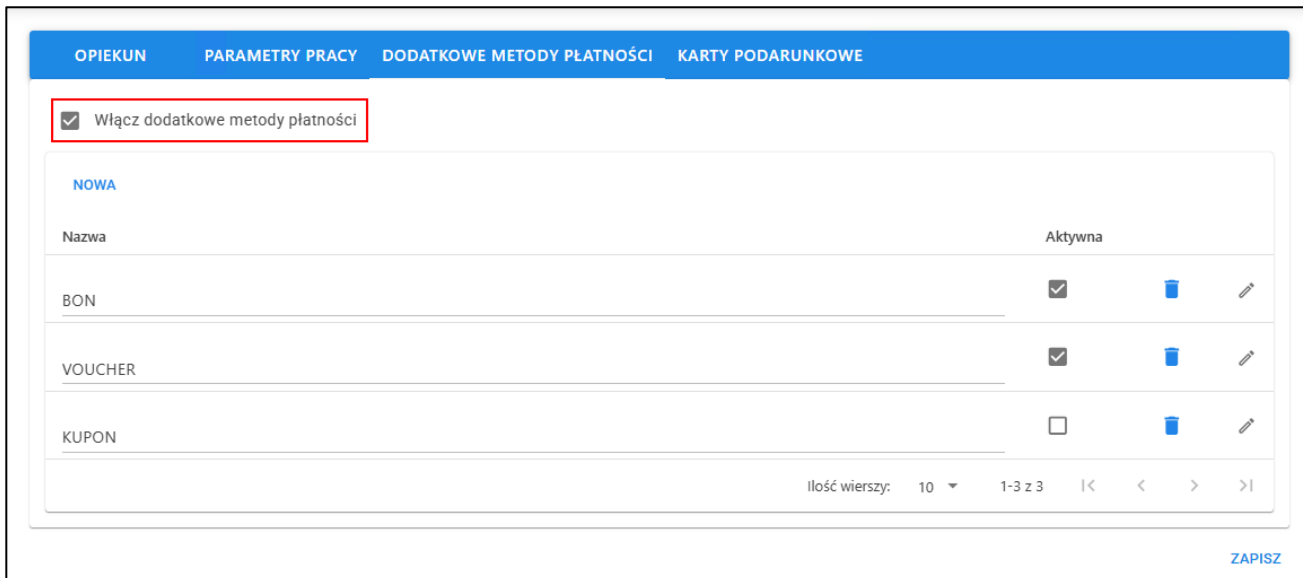 OPIEKUN PARAMETRY PRACY DODATKOWE METODY PŁATNOŚCI KARTY PODARUNKOWE
Włącz dodatkowe metody płatności
NOWA
Nazwa Aktywna
BON
VOUCHER
KUPON
Ilość wierszy: 10 1-3 z 3
ZAPISZ